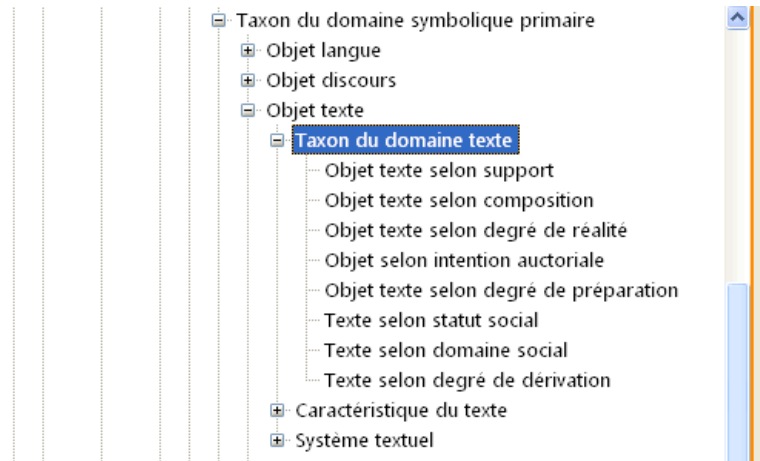 Taxon du domaine symbolique primaire
Objet langue
Objet discours
Objet texte
Taxon du domaine texte
Objet texte selon support
Objet texte selon composition
Objet texte selon degré de réalité
Objet selon intention auctoriale
Objet texte selon degré de préparation
Texte selon statut social
Texte selon domaine social
Texte selon degré de dérivation
Caractéristique du texte
Système textuel